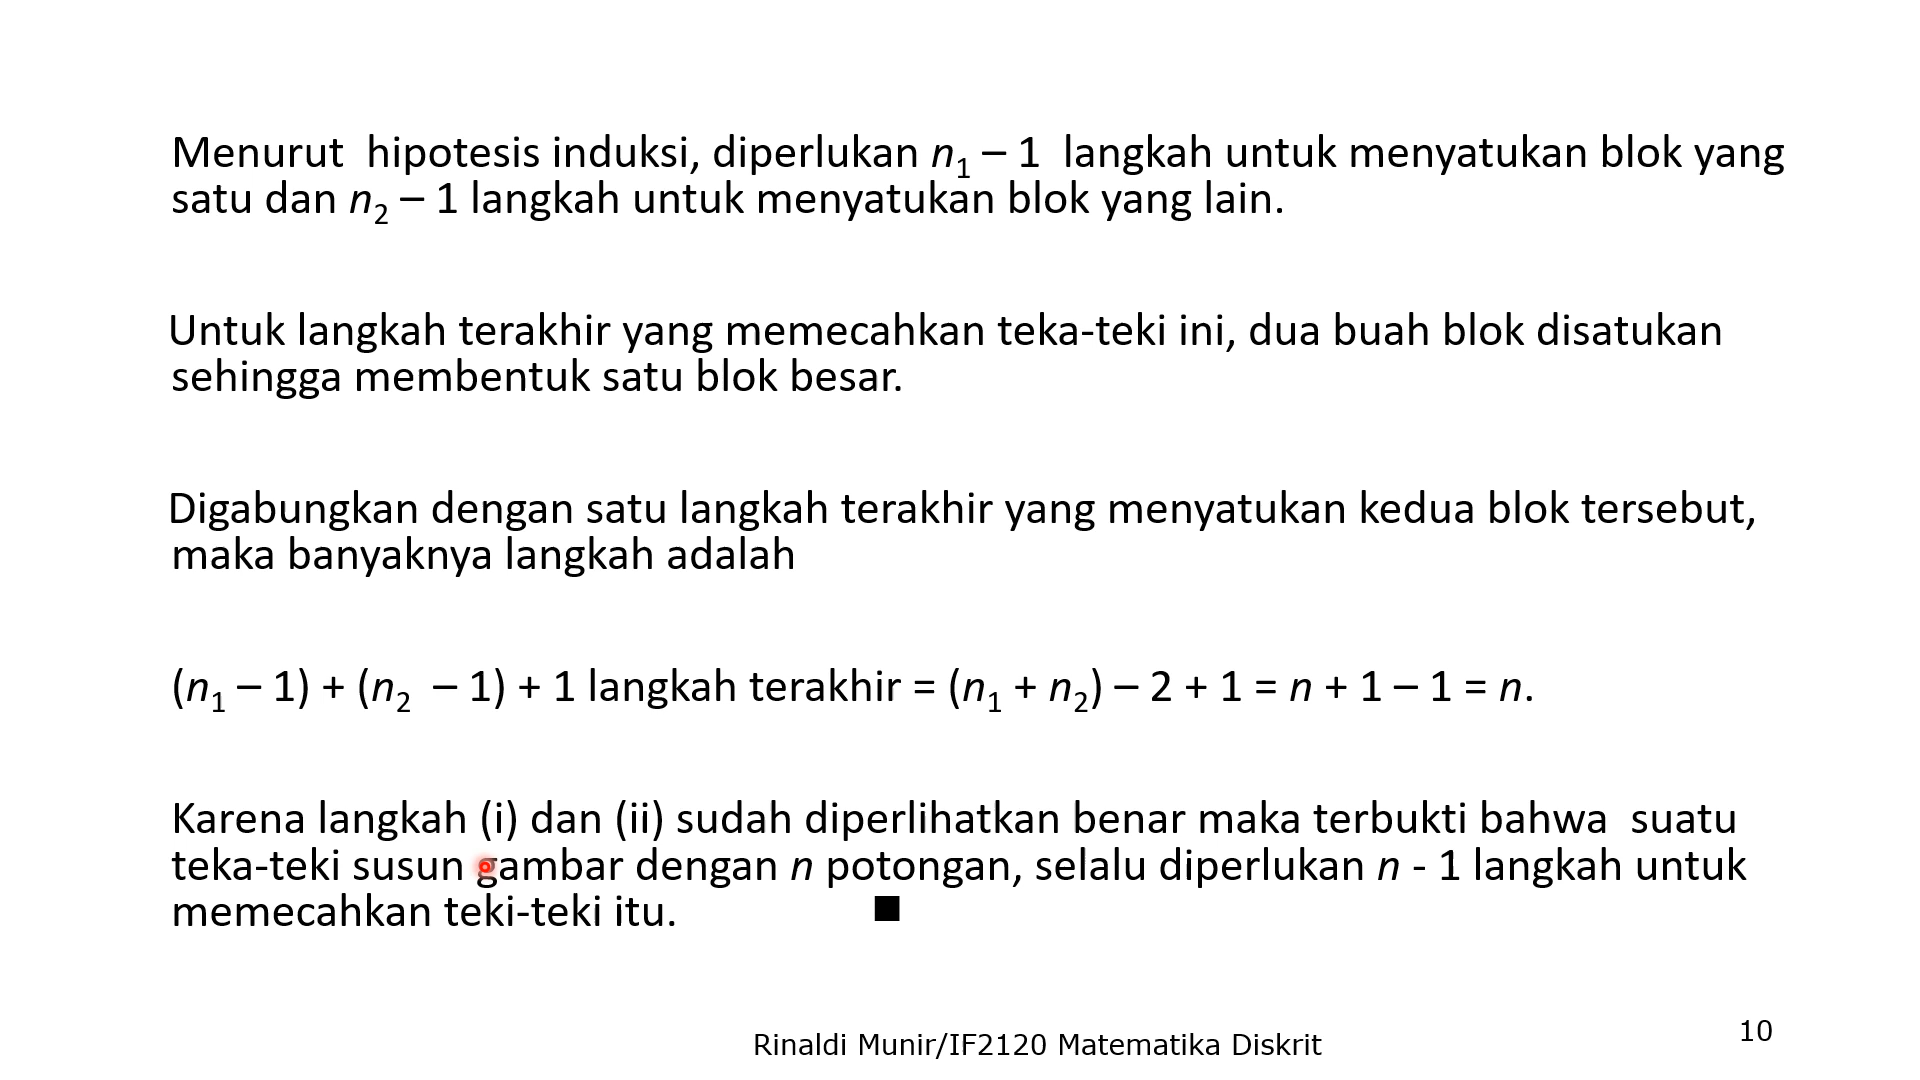 Menurut hipotesis induksi, diperlukan n₁ – 1 langkah untuk menyatukan blok yang
satu dan n₂ – 1 langkah untuk menyatukan blok yang lain.
Untuk langkah terakhir yang memecahkan teka-teki ini, dua buah blok disatukan
sehingga membentuk satu blok besar.
Digabungkan dengan satu langkah terakhir yang menyatukan kedua blok tersebut,
maka banyaknya langkah adalah
(n₁ – 1) + (n₂ – 1) + 1 langkah terakhir = (n₁ + n₂) – 2 + 1 = n + 1 – 1 = n.
Karena langkah (i) dan (ii) sudah diperlihatkan benar maka terbukti bahwa suatu
teka-teki susun gambar dengan n potongan, selalu diperlukan n - 1 langkah untuk
memecahkan teki-teki itu. ■
Rinaldi Munir/IF2120 Matematika Diskrit
10